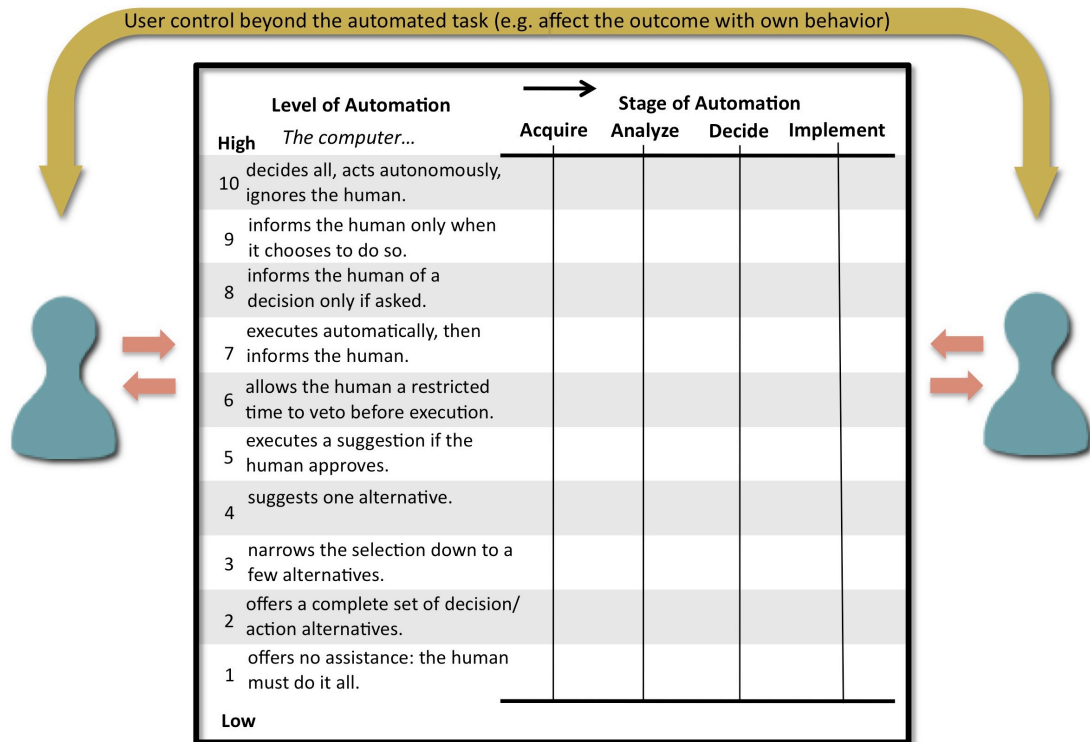 User control beyond the automated task (e.g. affect the outcome with own behavior)
Level of Automation
Stage of Automation
The computer...
Acquire Analyze Decide Implement
High
10 decides all, acts autonomously,
ignores the human.
9 informs the human only when
it chooses to do so.
8 informs the human of a
decision only if asked.
7 executes automatically, then
informs the human.
6 allows the human a restricted
time to veto before execution.
5 executes a suggestion if the
human approves.
4 suggests one alternative.
3 narrows the selection down to a
few alternatives.
2 offers a complete set of decision/
action alternatives.
1 offers no assistance: the human
must do it all.
Low